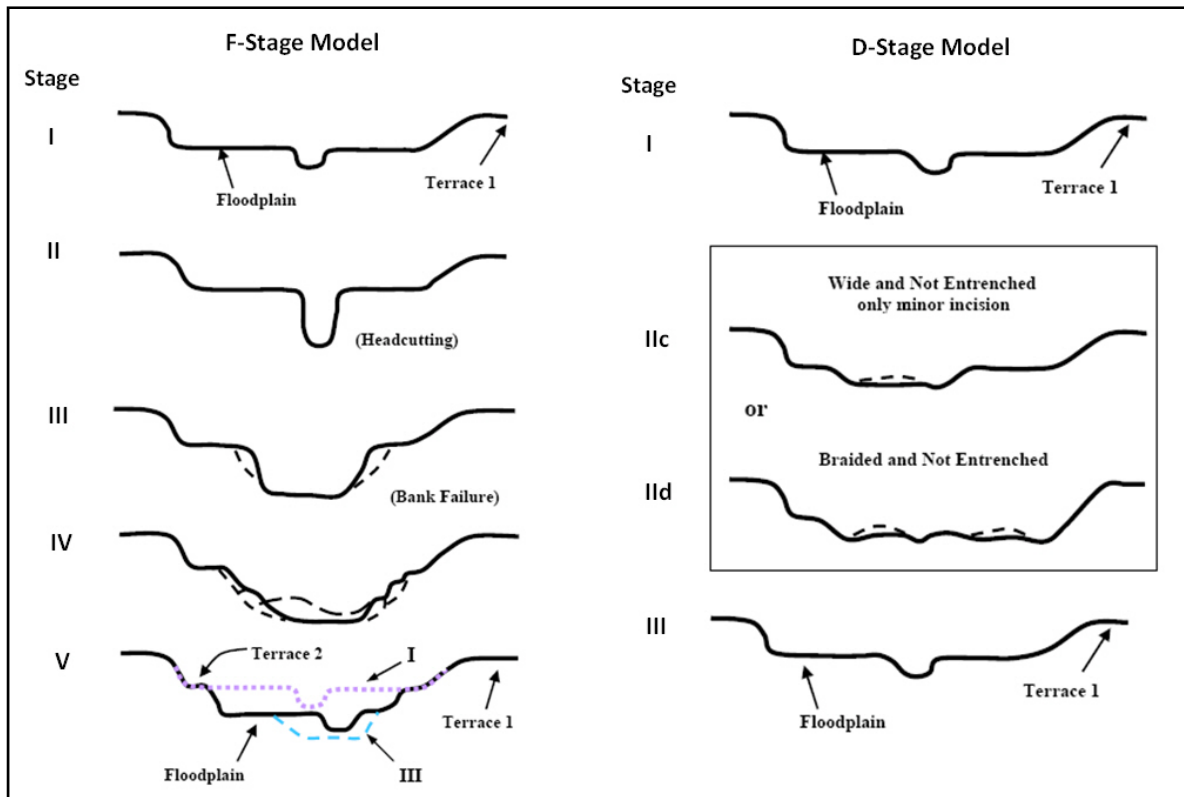 F-Stage Model
Stage
I
Floodplain
Terrace 1
II
(Headcutting)
III
(Bank Failure)
IV
V
Terrace 2
I
Terrace 1
Floodplain
III
D-Stage Model
Stage
I
Floodplain
Terrace 1
Wide and Not Entrenched
only minor incision
IIc
or
Braided and Not Entrenched
IId
III
Terrace 1
Floodplain